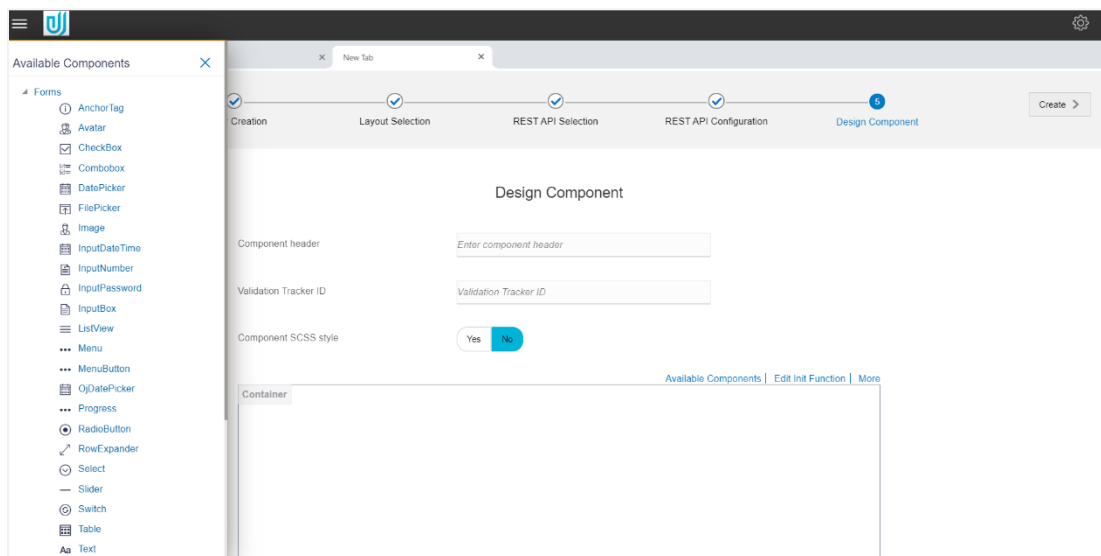 Available Components
Forms
AnchorTag
Avatar
CheckBox
Combobox
DatePicker
FilePicker
Image
InputDateTime
InputNumber
InputPassword
InputBox
ListView
Menu
MenuButton
OjDatePicker
Progress
RadioButton
RowExpander
Select
Slider
Switch
Table
Aa Text
New Tab
Creation
Layout Selection
REST API Selection
REST API Configuration
5
Design Component
Create
Design Component
Component header
Enter component header
Validation Tracker ID
Validation Tracker ID
Component SCSS style
Yes No
Available Components | Edit Init Function | More
Container